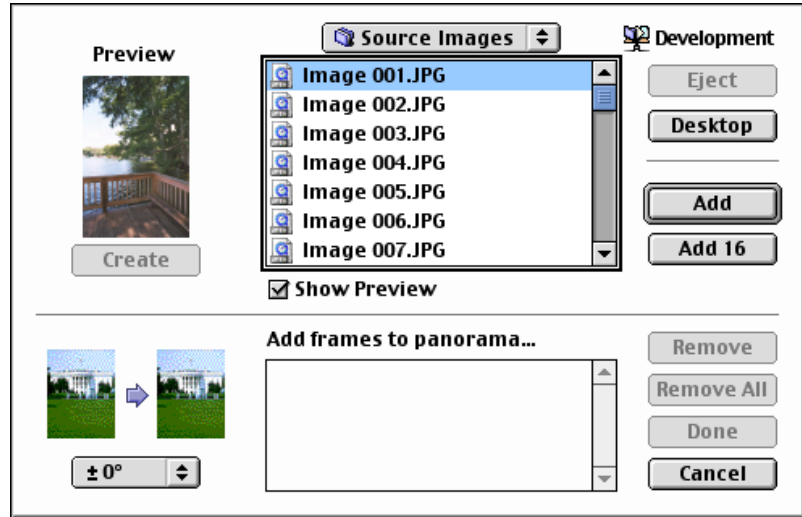 Preview
Create
Source Images
Image 001.JPG
Image 002.JPG
Image 003.JPG
Image 004.JPG
Image 005.JPG
Image 006.JPG
Image 007.JPG
Show Preview
Development
Eject
Desktop
Add
Add 16
± 0°
Add frames to panorama...
Remove
Remove All
Done
Cancel